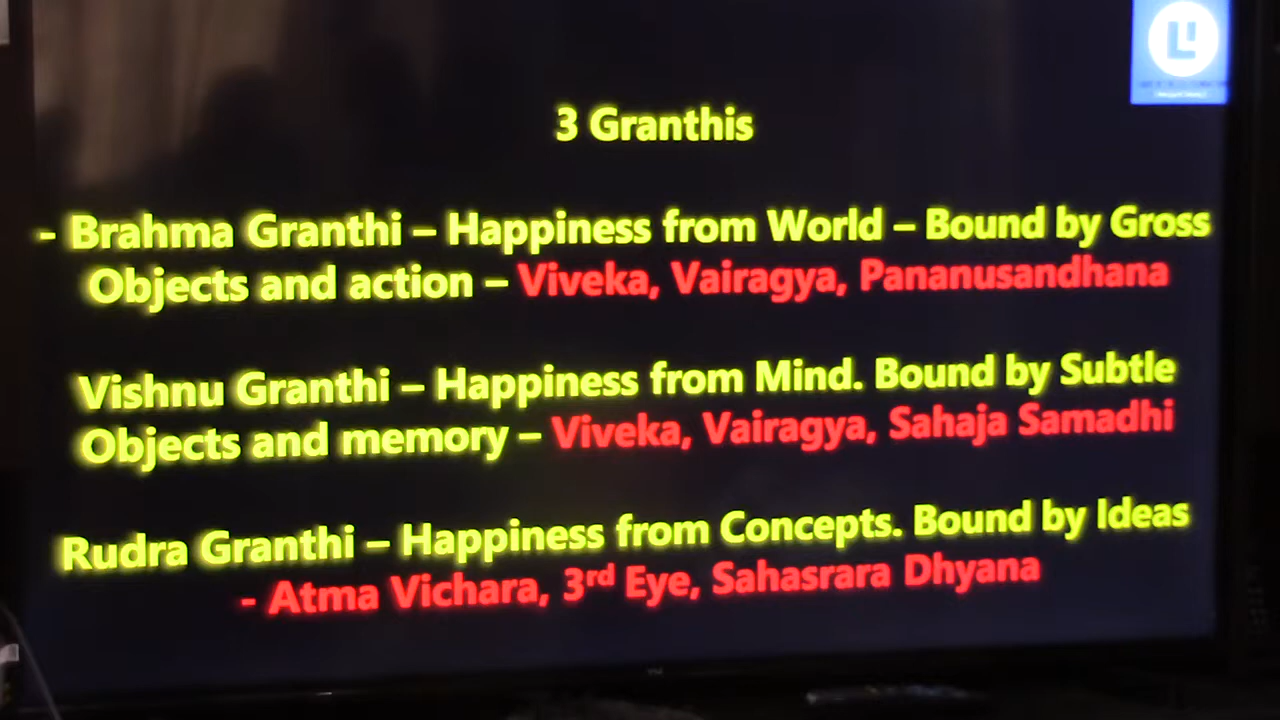 3 Granthis
- Brahma Granthi – Happiness from World – Bound by Gross
Objects and action – Viveka, Vairagya, Pananusandhana
Vishnu Granthi – Happiness from Mind. Bound by Subtle
Objects and memory – Viveka, Vairagya, Sahaja Samadhi
Rudra Granthi – Happiness from Concepts. Bound by Ideas
- Atma Vichara, 3rd Eye, Sahasrara Dhyana